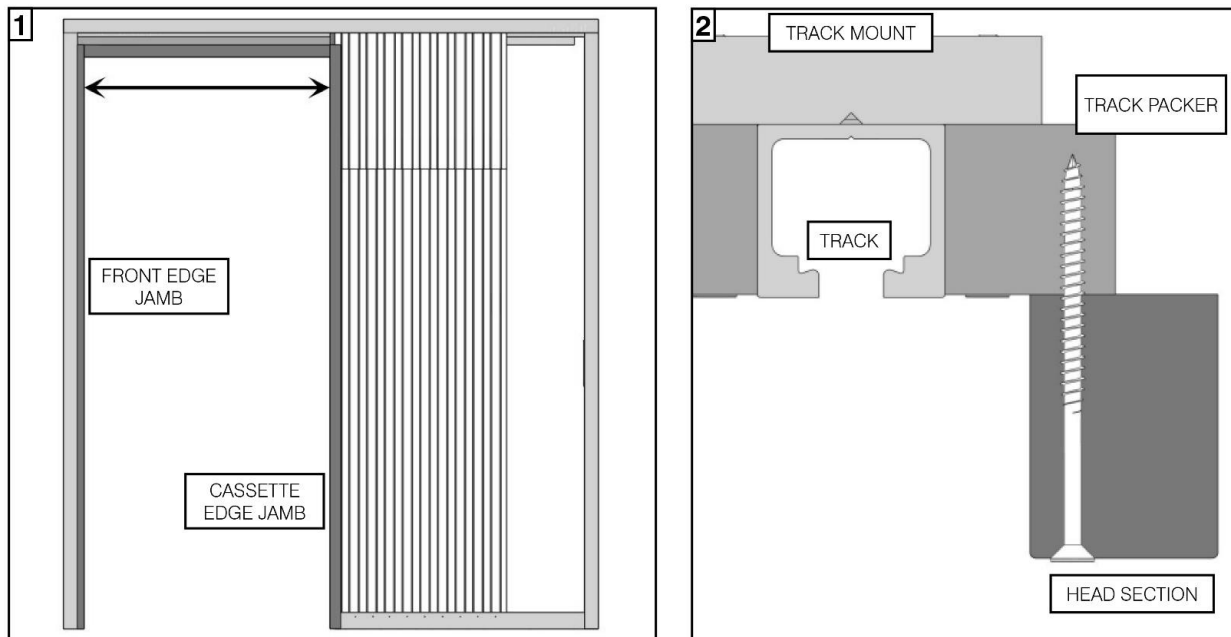 1
FRONT EDGE
JAMB
CASSETTE
EDGE JAMB
2
TRACK MOUNT
TRACK PACKER
TRACK
HEAD SECTION